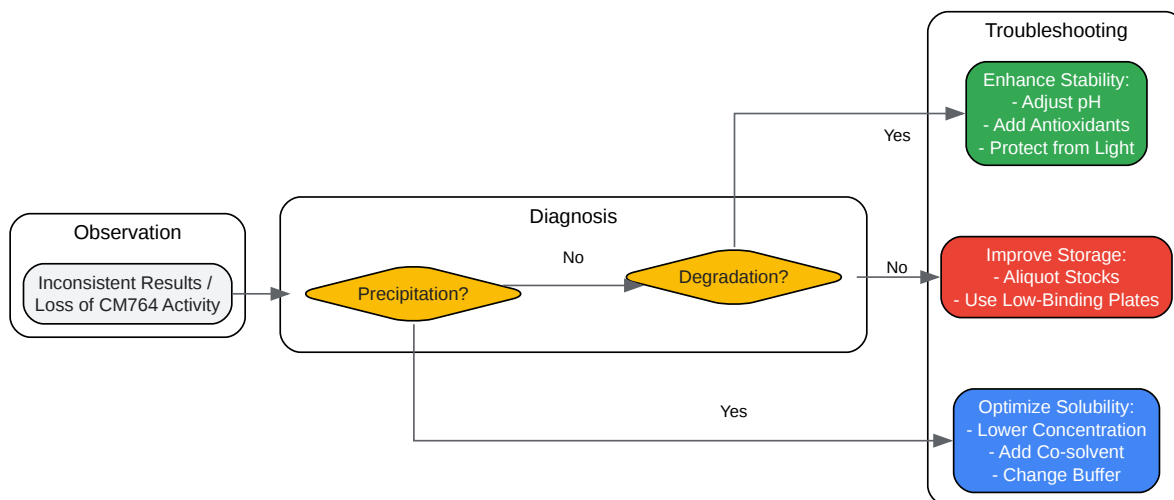 Troubleshooting
Enhance Stability:
- Adjust pH
- Add Antioxidants
- Protect from Light
Yes
Diagnosis
Observation
Inconsistent Results /
Loss of CM764 Activity
Precipitation?
No
Degradation?
No
Improve Storage:
- Aliquot Stocks
- Use Low-Binding Plates
Yes
Optimize Solubility:
- Lower Concentration
- Add Co-solvent
- Change Buffer